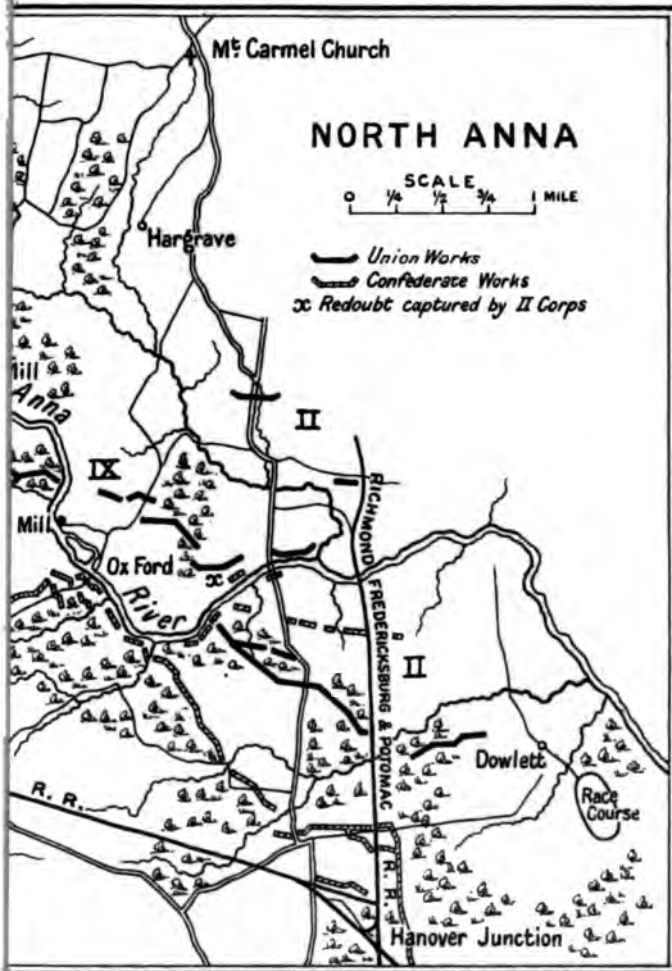 Mt. Carmel Church
NORTH ANNA
SCALE
0 1/4 1/2 3/4 1 MILE
Hargrave
Union Works
Confederate Works
x Redoubt captured by II Corps
Mill
Anna
II
IX
RICHMOND FREDERICKSBURG & POTOMAC
Mill
Ox Ford
x
River
II
Dowlett
Race
Course
R. R.
R. R.
Hanover Junction